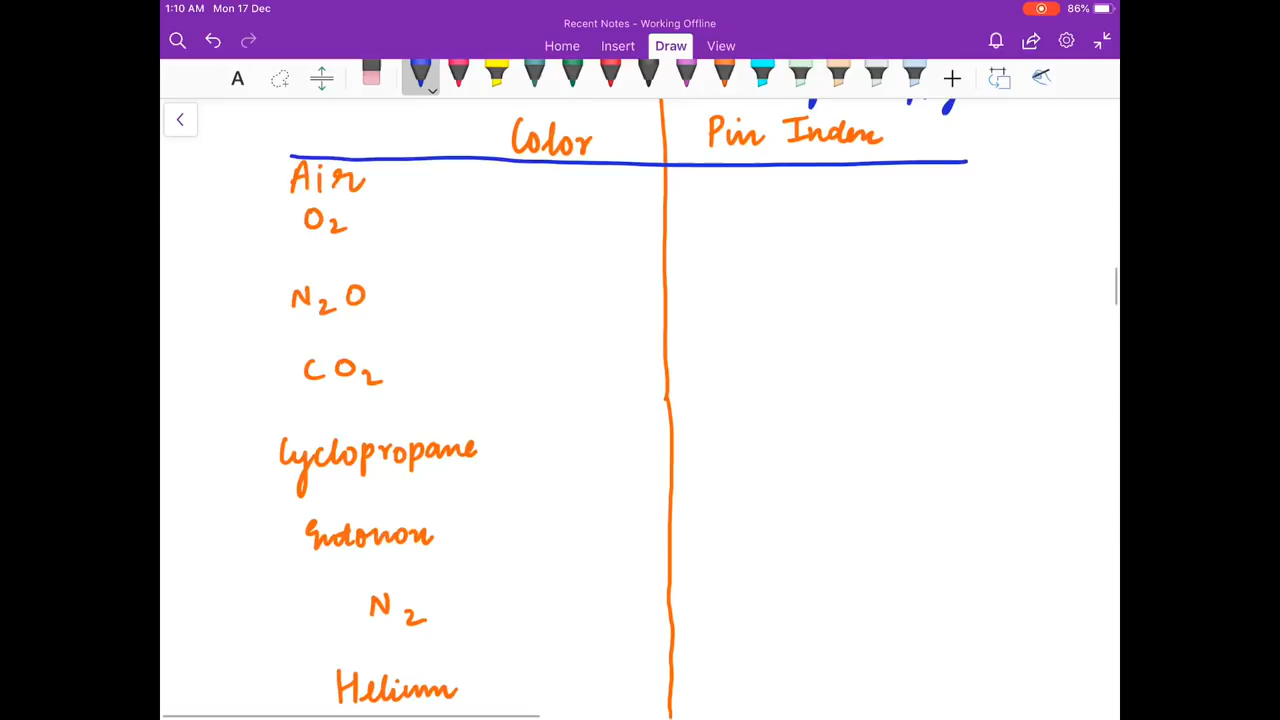 1:10 AM Mon 17 Dec
86%
Recent Notes - Working Offline
Home Insert Draw View
A
Color Pin Index
Air
O2
N2O
CO2
Cyclopropane
Entonox
N2
Helium